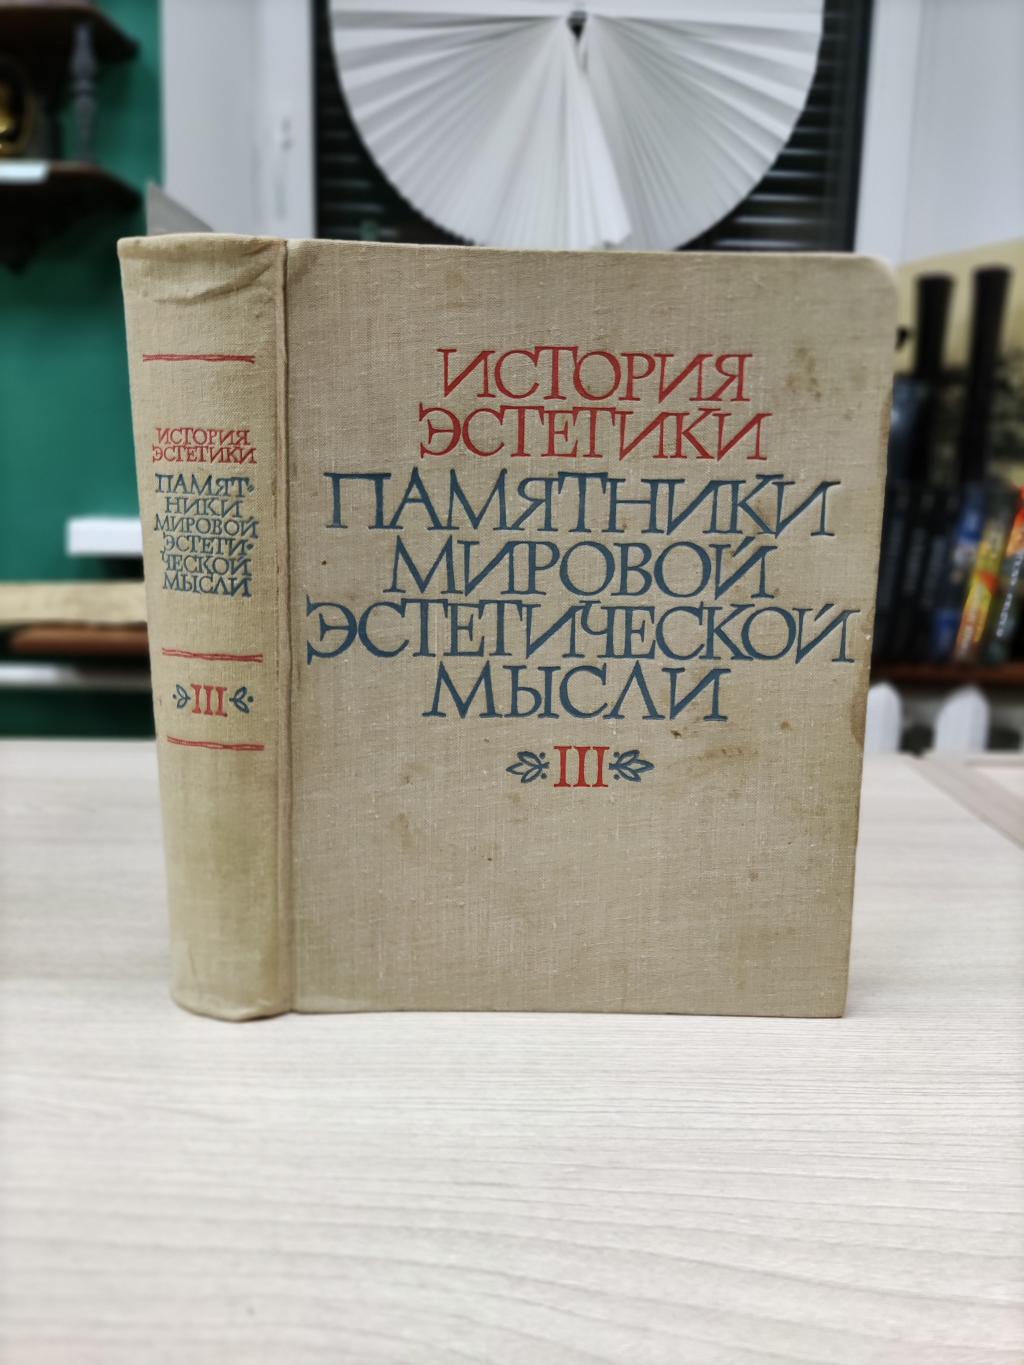 ИСТОРИЯ
ЭСТЕТИКИ
ПАМЯТ-
НИКИ
МИРОВОЙ
ЭСТЕТИ-
ЧЕСКОЙ
МЫСЛИ
III
ИСТОРИЯ
ЭСТЕТИКИ
ПАМЯТНИКИ
МИРОВОЙ
ЭСТЕТИЧЕСКОЙ
МЫСЛИ
III